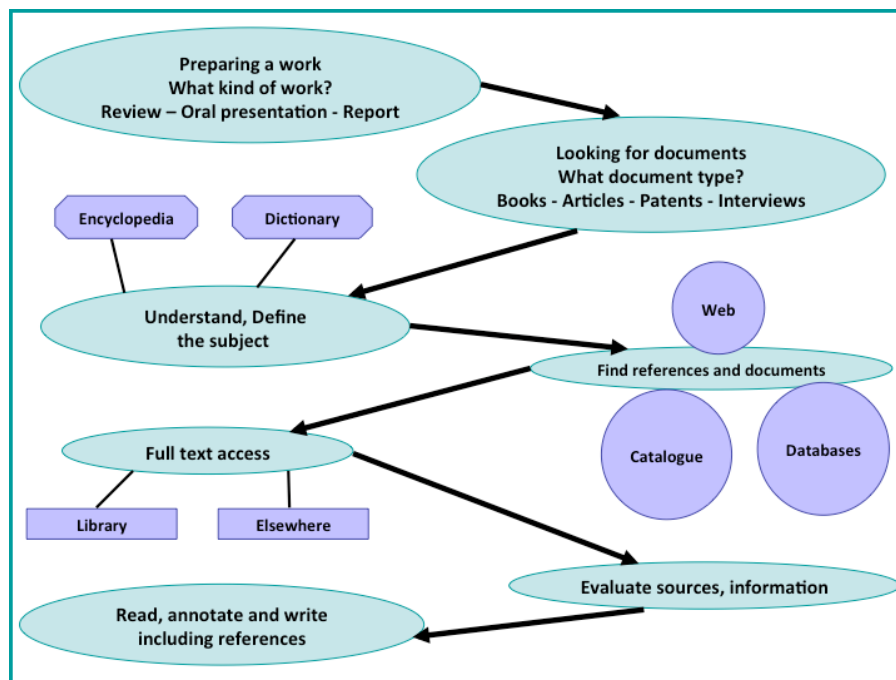 Preparing a work
What kind of work?
Review – Oral presentation - Report
Looking for documents
What document type?
Books - Articles - Patents - Interviews
Encyclopedia
Dictionary
Understand, Define
the subject
Web
Find references and documents
Catalogue
Databases
Full text access
Library
Elsewhere
Evaluate sources, information
Read, annotate and write
including references